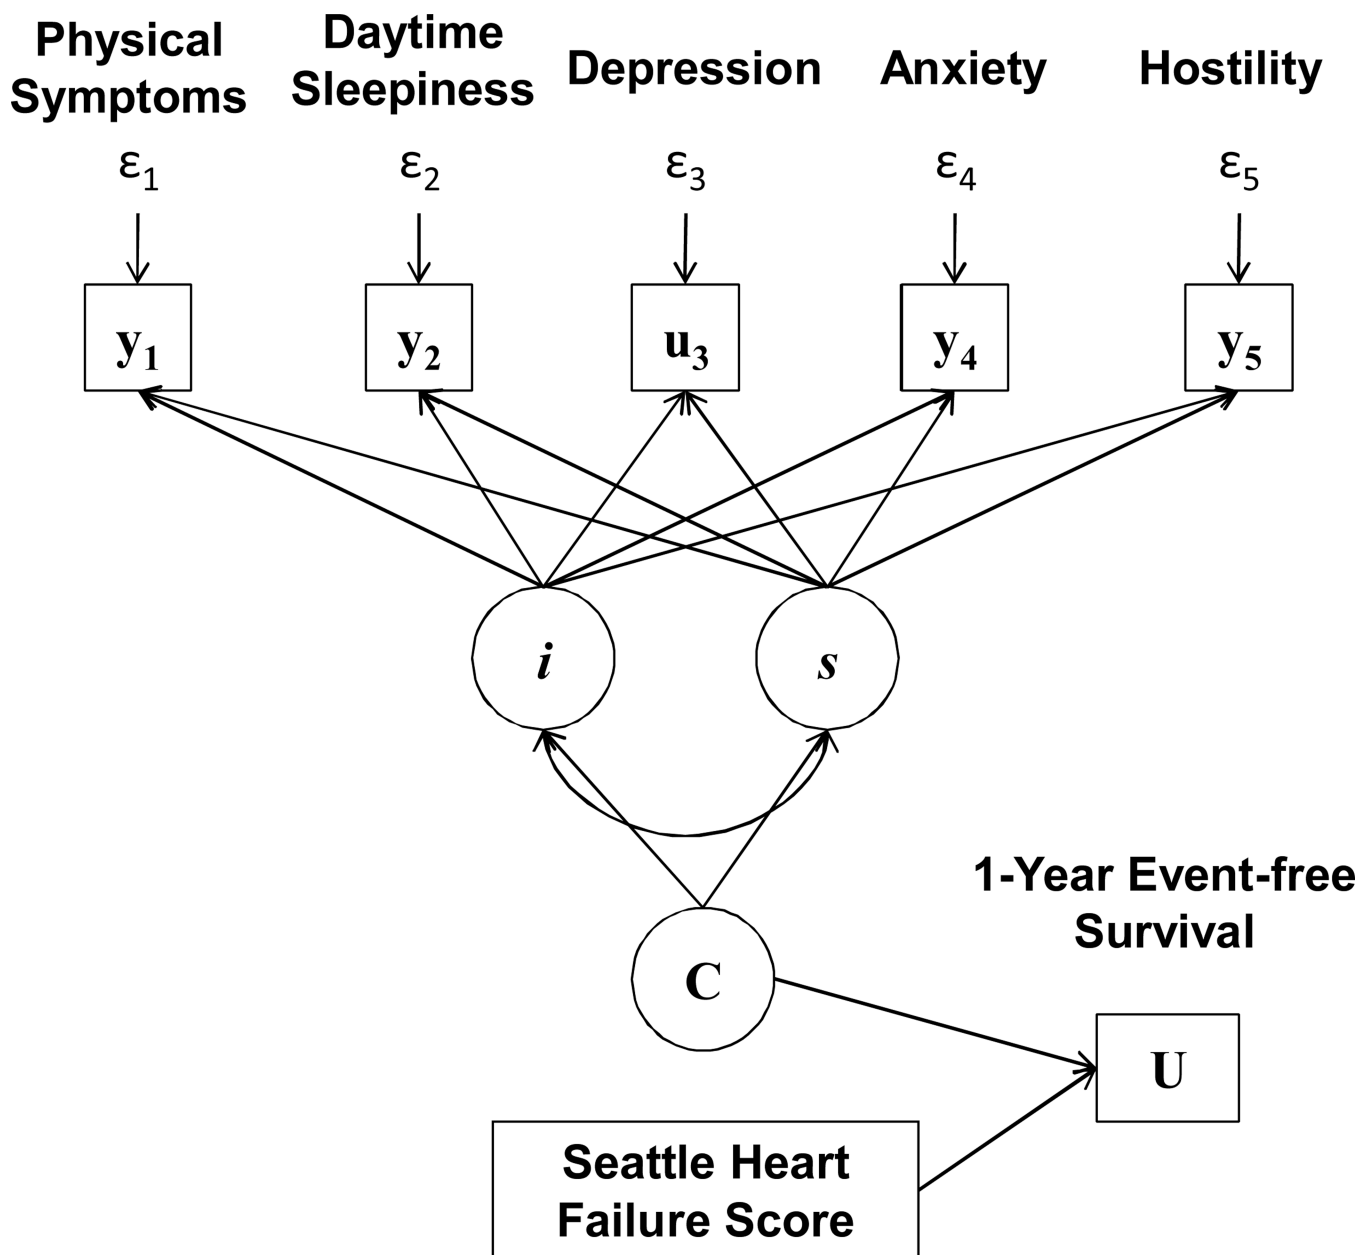 Physical
Symptoms
Daytime
Sleepiness
Depression
Anxiety
Hostility
ε1
ε2
ε3
ε4
ε5
y1
y2
u3
y4
y5
i
s
C
1-Year Event-free
Survival
U
Seattle Heart
Failure Score